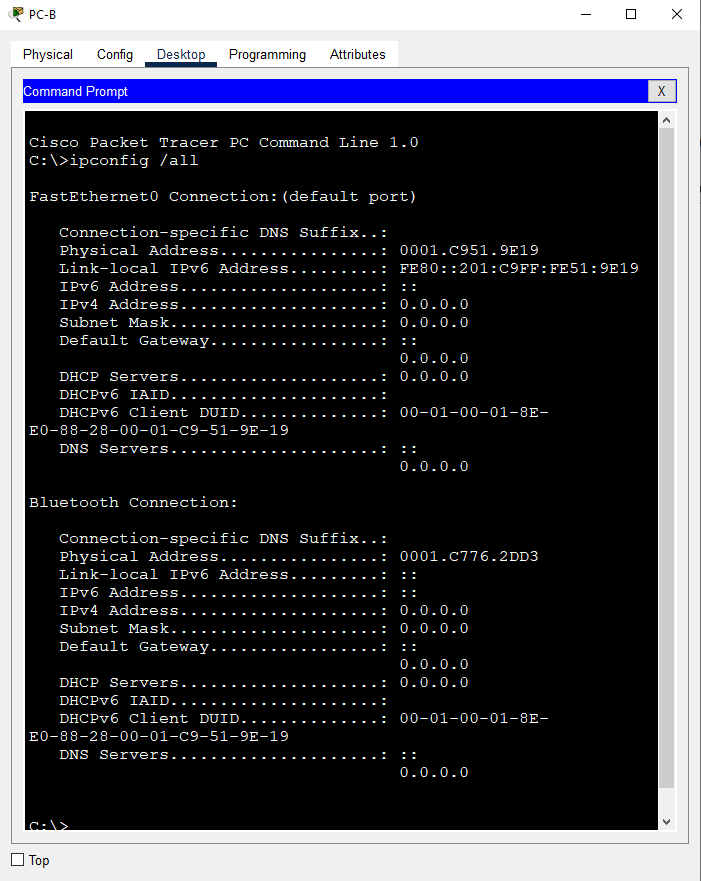 PC-B
Physical Config Desktop Programming Attributes
Command Prompt X
Cisco Packet Tracer PC Command Line 1.0
C:\>ipconfig /all
FastEthernet0 Connection:(default port)
Connection-specific DNS Suffix..:
Physical Address................: 0001.C951.9E19
Link-local IPv6 Address.........: FE80::201:C9FF:FE51:9E19
IPv6 Address....................: ::
IPv4 Address....................: 0.0.0.0
Subnet Mask.....................: 0.0.0.0
Default Gateway.................: ::
0.0.0.0
DHCP Servers....................: 0.0.0.0
DHCPv6 IAID.....................:
DHCPv6 Client DUID..............: 00-01-00-01-8E-
E0-88-28-00-01-C9-51-9E-19
DNS Servers.....................: ::
0.0.0.0
Bluetooth Connection:
Connection-specific DNS Suffix..:
Physical Address................: 0001.C776.2DD3
Link-local IPv6 Address.........: ::
IPv6 Address....................: ::
IPv4 Address....................: 0.0.0.0
Subnet Mask.....................: 0.0.0.0
Default Gateway.................: ::
0.0.0.0
DHCP Servers....................: 0.0.0.0
DHCPv6 IAID.....................:
DHCPv6 Client DUID..............: 00-01-00-01-8E-
E0-88-28-00-01-C9-51-9E-19
DNS Servers.....................: ::
0.0.0.0
C:\>
Top